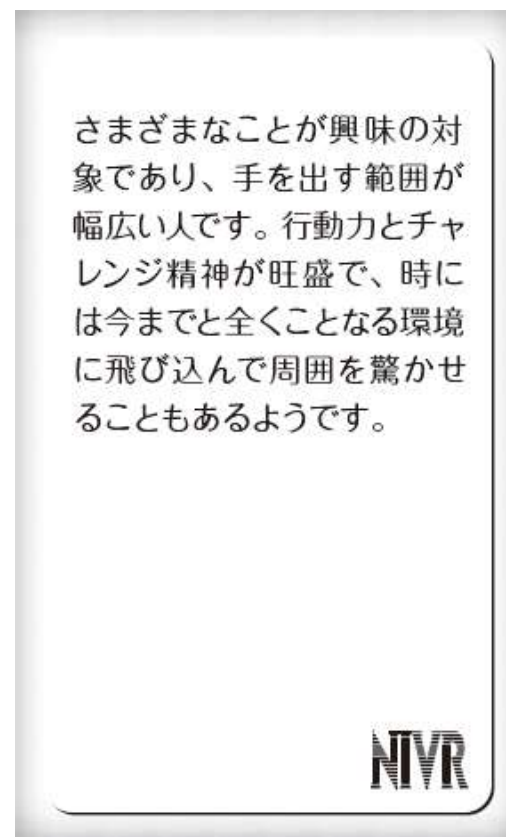 さまざまなことが興味の対
象であり、手を出す範囲が
幅広い人です。行動力とチャ
レンジ精神が旺盛で、時に
は今までと全くことなる環境
に飛び込んで周囲を驚かせ
ることもあるようです。
NIVR